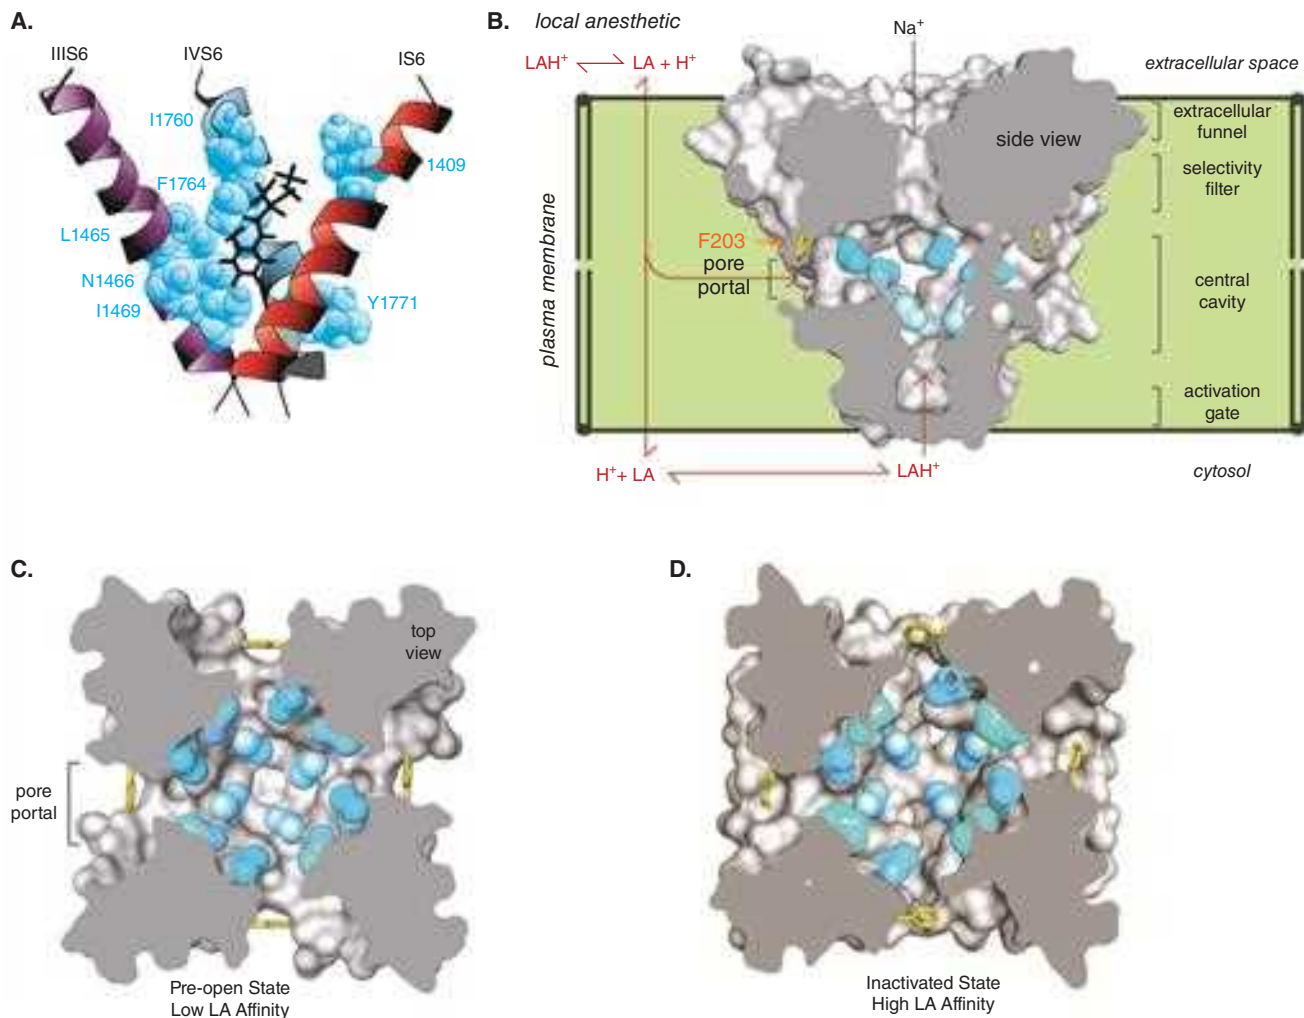 A.
IIIS6
IVS6
IS6
I1760
1409
F1764
L1465
N1466
I1469
Y1771
B.
local anesthetic
Na+
LAH+
LA + H+
extracellular space
plasma membrane
side view
extracellular
funnel
selectivity
filter
F203
pore
portal
central
cavity
activation
gate
H+ + LA
LAH+
cytosol
C.
top
view
pore
portal
Pre-open State
Low LA Affinity
D.
Inactivated State
High LA Affinity